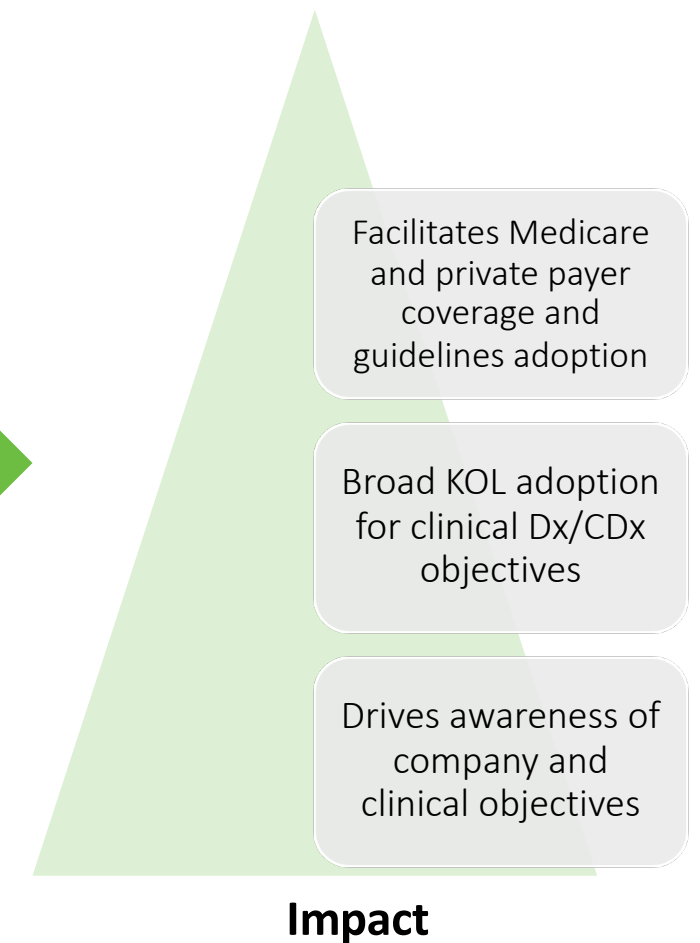 Facilitates Medicare
and private payer
coverage and
guidelines adoption
Broad KOL adoption
for clinical Dx/CDx
objectives
Drives awareness of
company and
clinical objectives
Impact